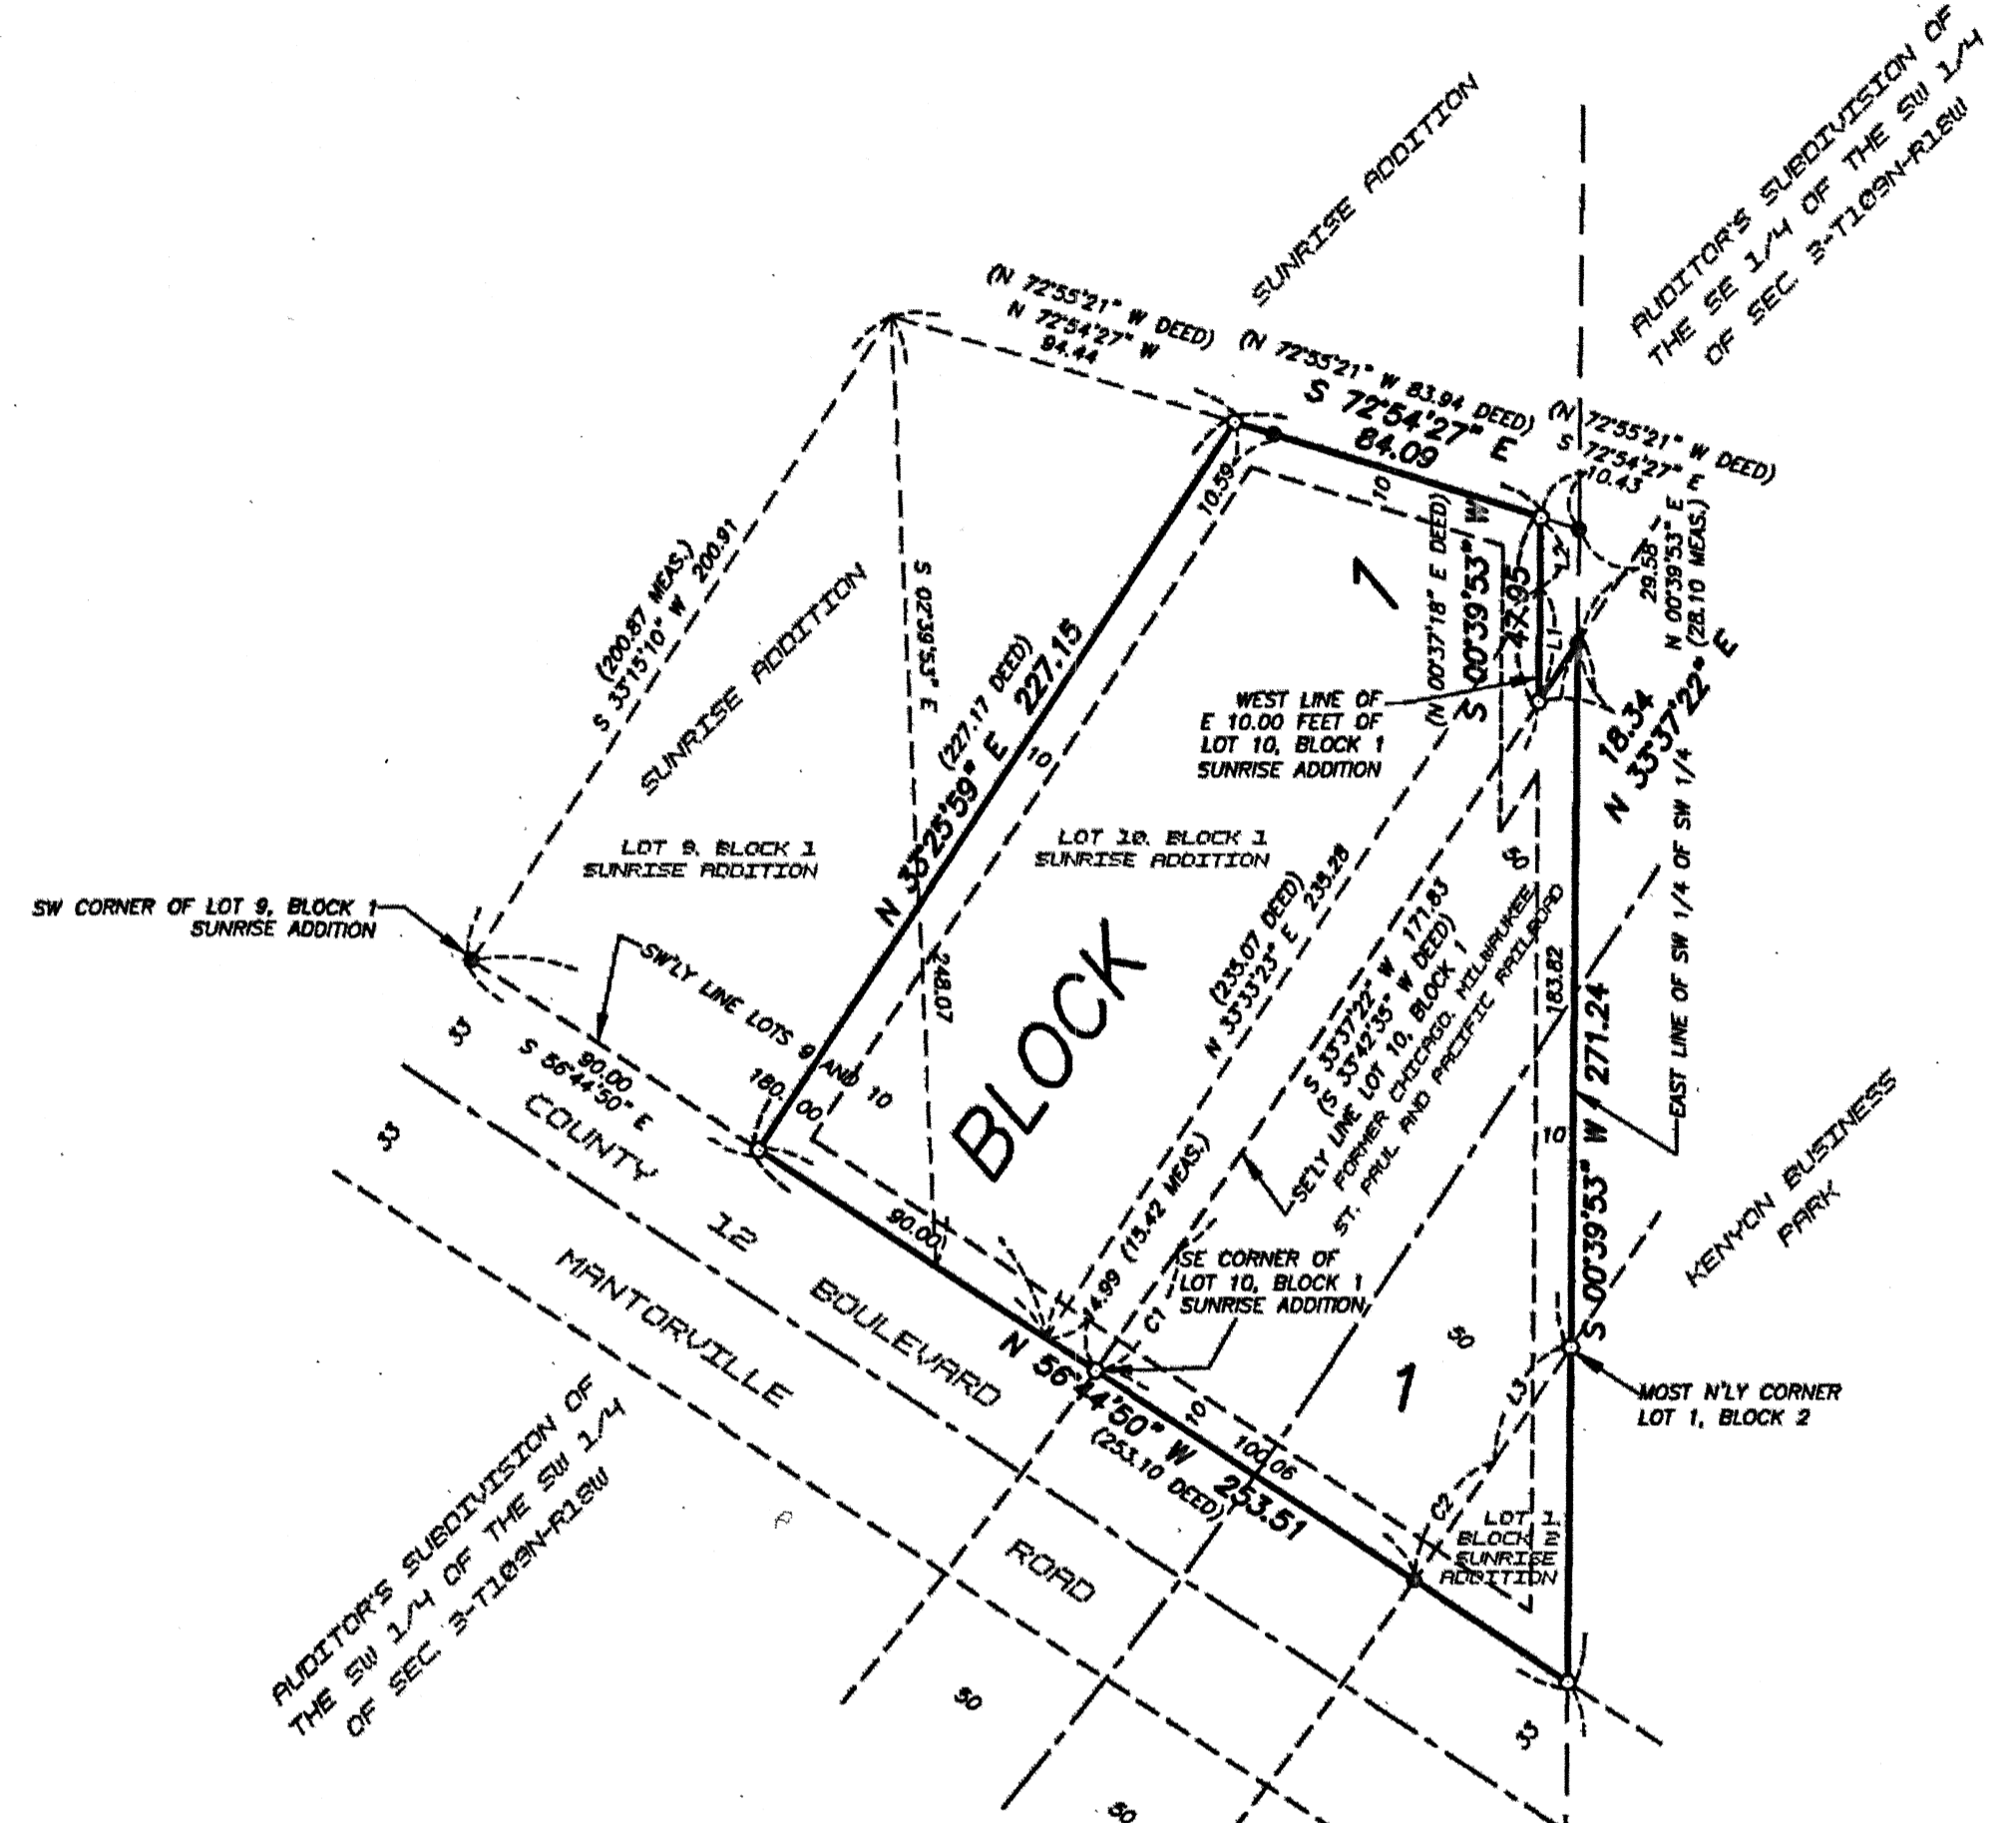 SUNRISE ADDITION
AUDITOR'S SUBDIVISION OF
THE SE 1/4 OF THE SW 1/4
OF SEC. 3-T109N-R18W
(N 72°55'21" W DEED)
N 72°54'27" W
94.44
(N 72°55'21" W 83.94 DEED)
S 72°54'27" E
84.09
(N 72°55'21" W DEED)
S 72°54'27" E
10.43
10.59
10
1
(N 00°37'18" E DEED)
S 00°39'53" W
47.95
L2
L1
29.58
N 00°39'53" E
(28.10 MEAS.)
18.34
N 33°37'22" E
(200.87 MEAS.)
S 33°15'10" W 200.91
SUNRISE ADDITION
S 02°39'53" E
248.07
(227.17 DEED)
N 33°25'59" E 227.15
10
WEST LINE OF
E 10.00 FEET OF
LOT 10, BLOCK 1
SUNRISE ADDITION
LOT 9, BLOCK 1
SUNRISE ADDITION
LOT 10, BLOCK 1
SUNRISE ADDITION
SW CORNER OF LOT 9, BLOCK 1
SUNRISE ADDITION
SW'LY LINE LOTS 9 AND 10
BLOCK
(235.07 DEED)
N 33°33'23" E 235.28
S 33°37'22" W 171.83
(S 33°42'35" W DEED)
SE'LY LINE LOT 10, BLOCK 1
FORMER CHICAGO, MILWAUKEE,
ST. PAUL AND PACIFIC RAILROAD
50
183.82
S 00°39'53" W 271.24
EAST LINE OF SW 1/4 OF SW 1/4
10
33
90.00
S 56°44'50" E
180.00
33
COUNTY 12 BOULEVARD
MANTORVILLE ROAD
90.00
14.99 (15.42 MEAS.)
C1
SE CORNER OF
LOT 10, BLOCK 1
SUNRISE ADDITION
KENYON BUSINESS
PARK
50
1
L3
MOST N'LY CORNER
LOT 1, BLOCK 2
N 56°44'50" W 253.51
(253.10 DEED)
10
100.06
C2
LOT 1,
BLOCK 2
SUNRISE
ADDITION
AUDITOR'S SUBDIVISION OF
THE SW 1/4 OF THE SW 1/4
OF SEC. 3-T109N-R18W
50
50
33